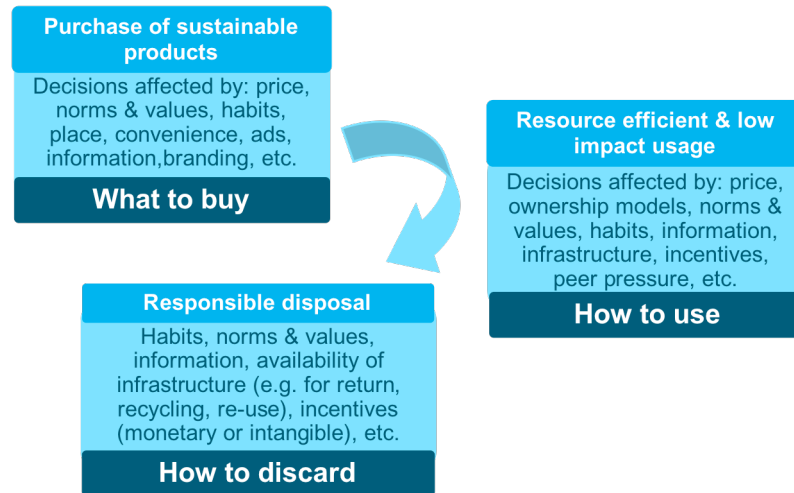 Purchase of sustainable
products
Decisions affected by: price,
norms & values, habits,
place, convenience, ads,
information,branding, etc.
What to buy
Resource efficient & low
impact usage
Decisions affected by: price,
ownership models, norms &
values, habits, information,
infrastructure, incentives,
peer pressure, etc.
How to use
Responsible disposal
Habits, norms & values,
information, availability of
infrastructure (e.g. for return,
recycling, re-use), incentives
(monetary or intangible), etc.
How to discard